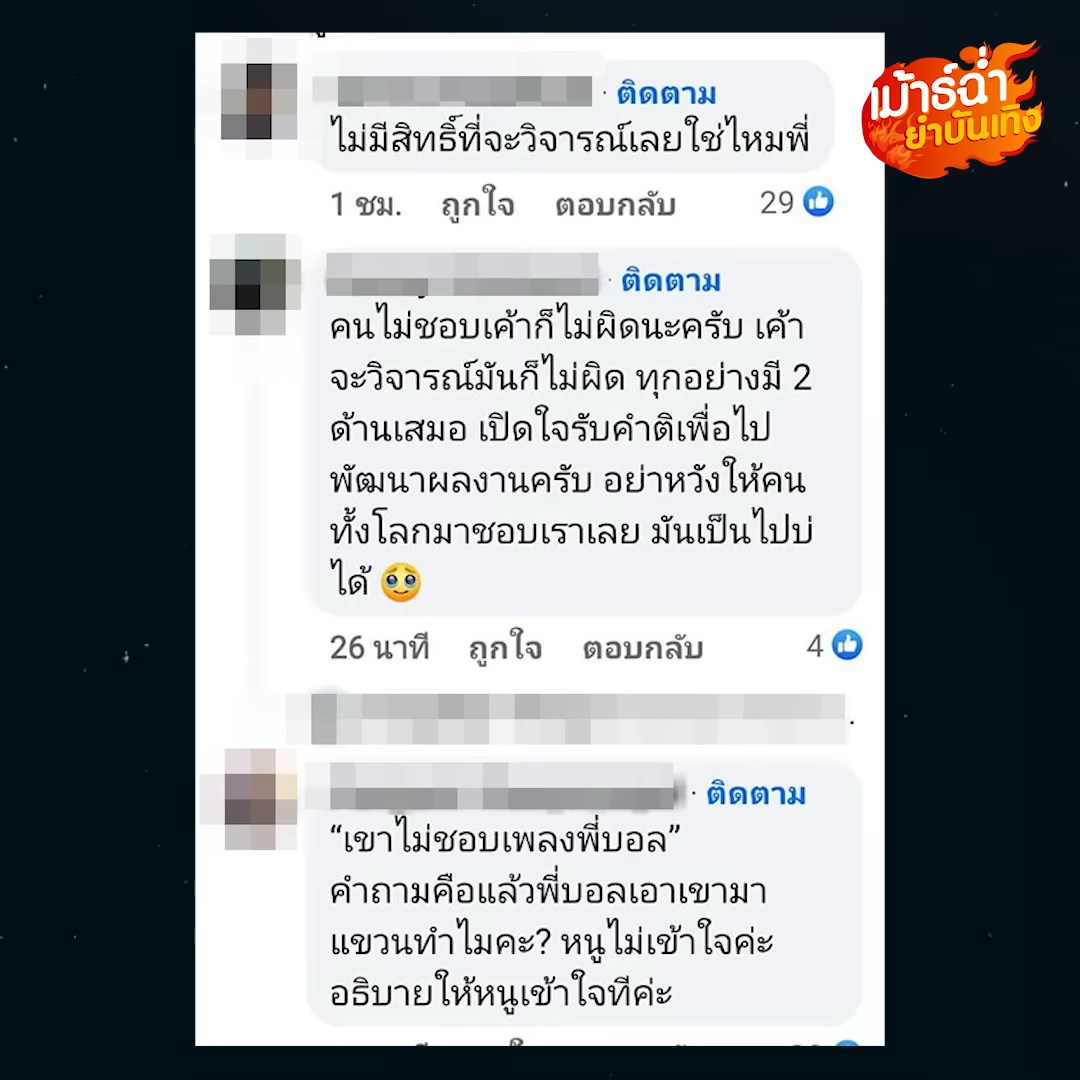 เม้าธ์ฉ่ำ
ยำบันเทิง
· ติดตาม
ไม่มีสิทธิ์ที่จะวิจารณ์เลยใช่ไหมพี่
1 ชม. ถูกใจ ตอบกลับ 29
· ติดตาม
คนไม่ชอบเค้าก็ไม่ผิดนะครับ เค้า
จะวิจารณ์มันก็ไม่ผิด ทุกอย่างมี 2
ด้านเสมอ เปิดใจรับคำติเพื่อไป
พัฒนาผลงานครับ อย่าหวังให้คน
ทั้งโลกมาชอบเราเลย มันเป็นไปบ่
ได้ 🥹
26 นาที ถูกใจ ตอบกลับ 4
· ติดตาม
“เขาไม่ชอบเพลงพี่บอล”
คำถามคือแล้วพี่บอลเอาเขามา
แขวนทำไมคะ? หนูไม่เข้าใจค่ะ
อธิบายให้หนูเข้าใจทีค่ะ